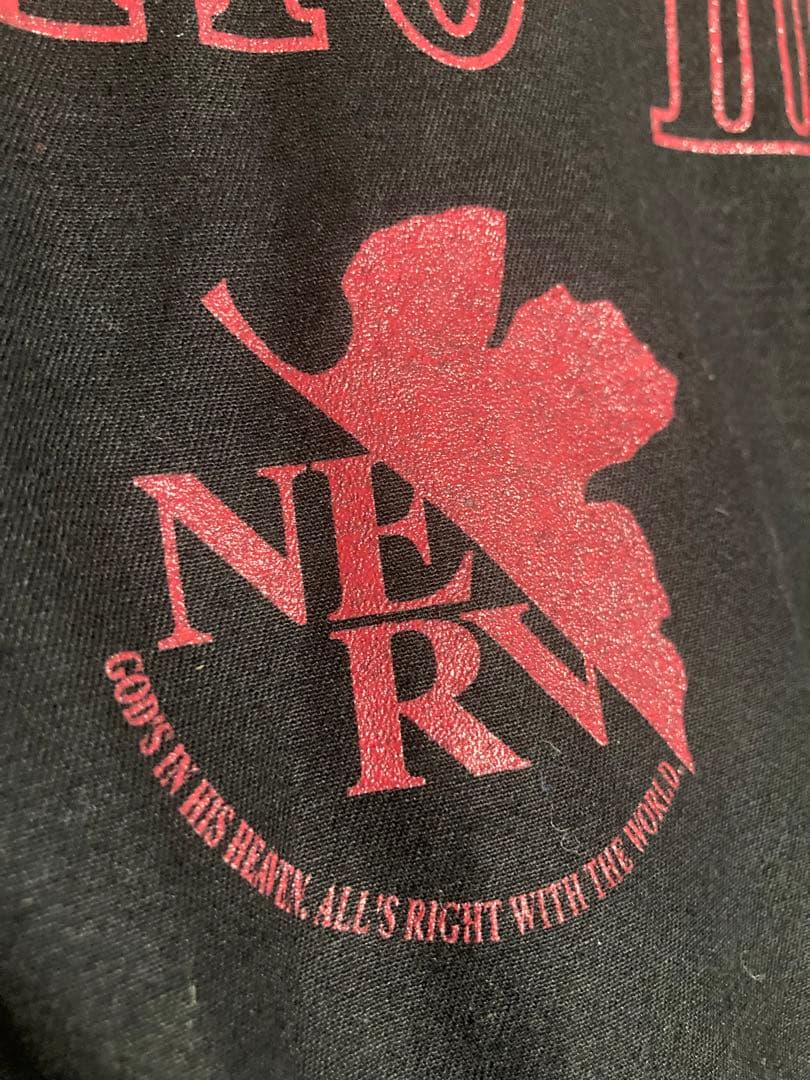 NERV
GOD'S IN HIS HEAVEN. ALL'S RIGHT WITH THE WORLD.